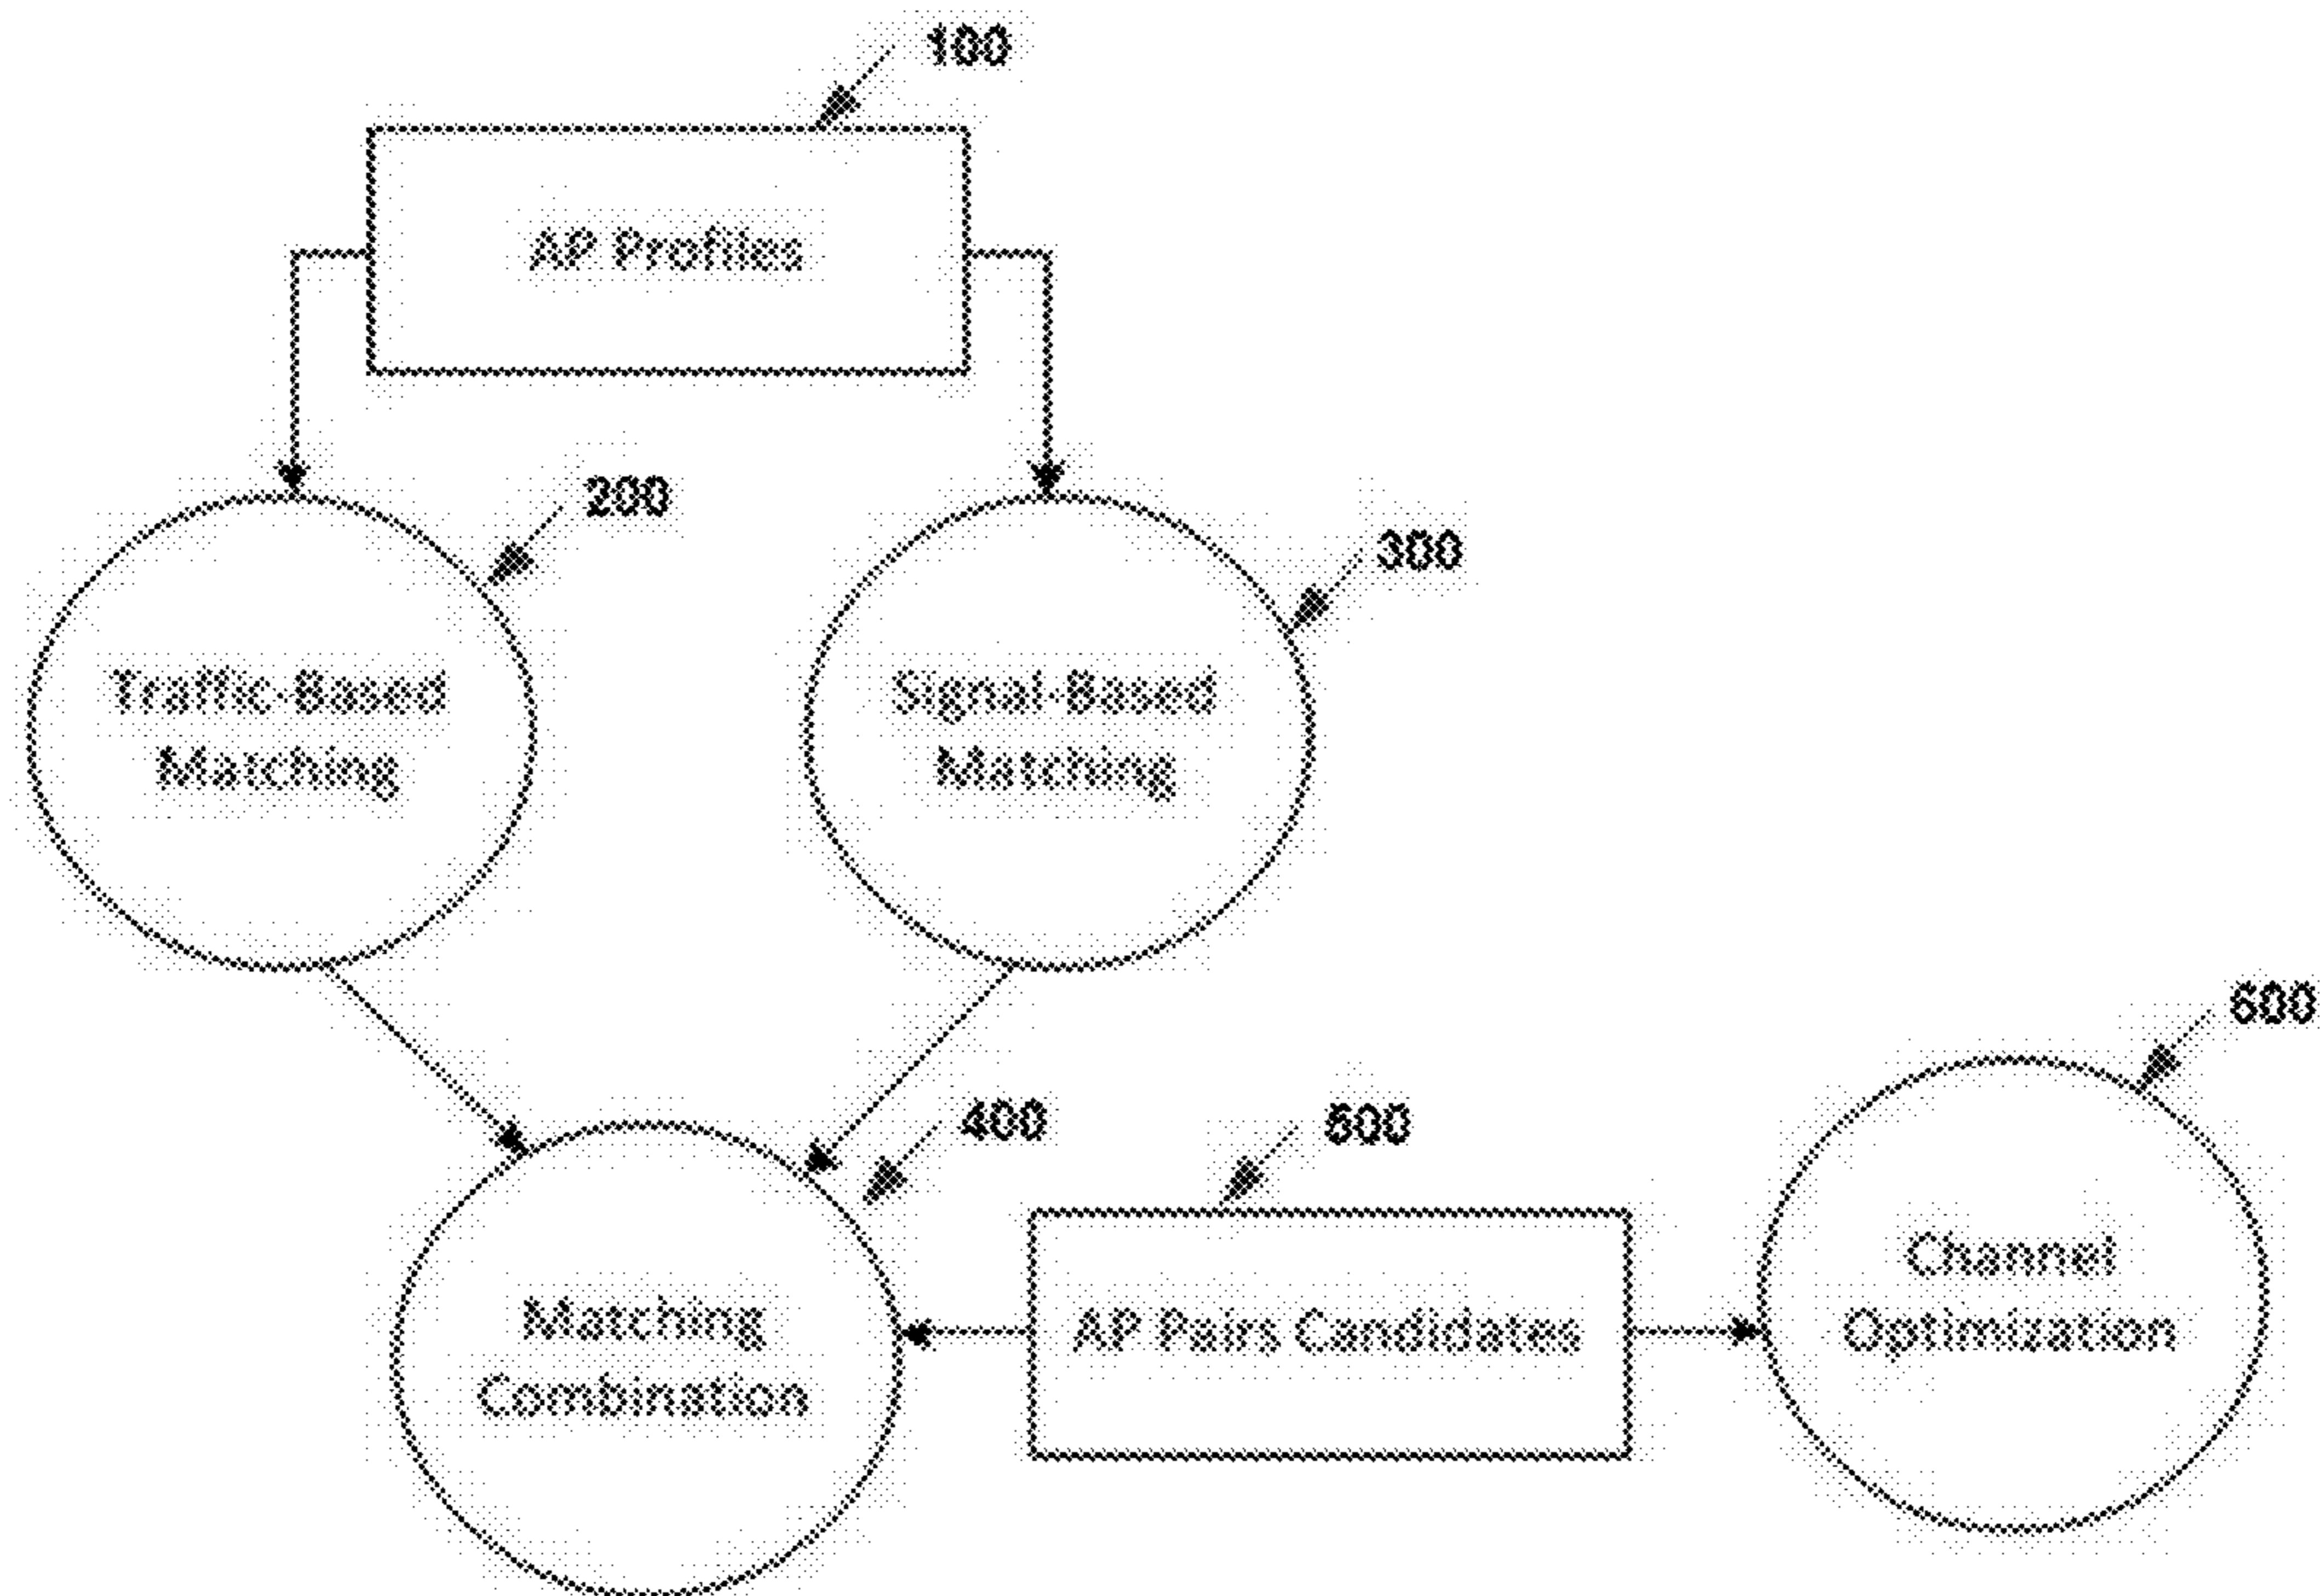 100
AP Profiles
200
300
Traffic-Based
Matching
Signal-Based
Matching
600
400
500
Matching
Combination
AP Pairs Candidates
Channel
Optimization